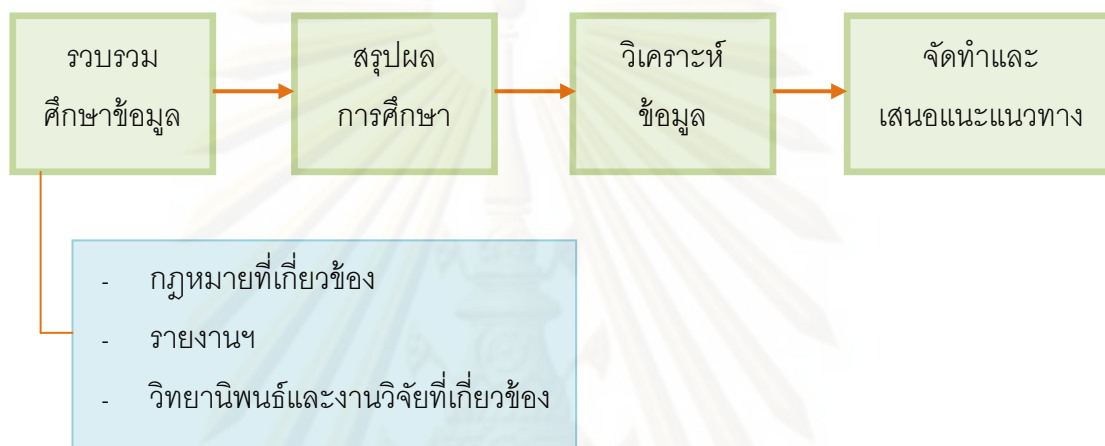 รวบรวม
ศึกษาข้อมูล
สรุปผล
การศึกษา
วิเคราะห์
ข้อมูล
จัดทำและ
เสนอแนะแนวทาง
- กฎหมายที่เกี่ยวข้อง
- รายงานฯ
- วิทยานิพนธ์และงานวิจัยที่เกี่ยวข้อง